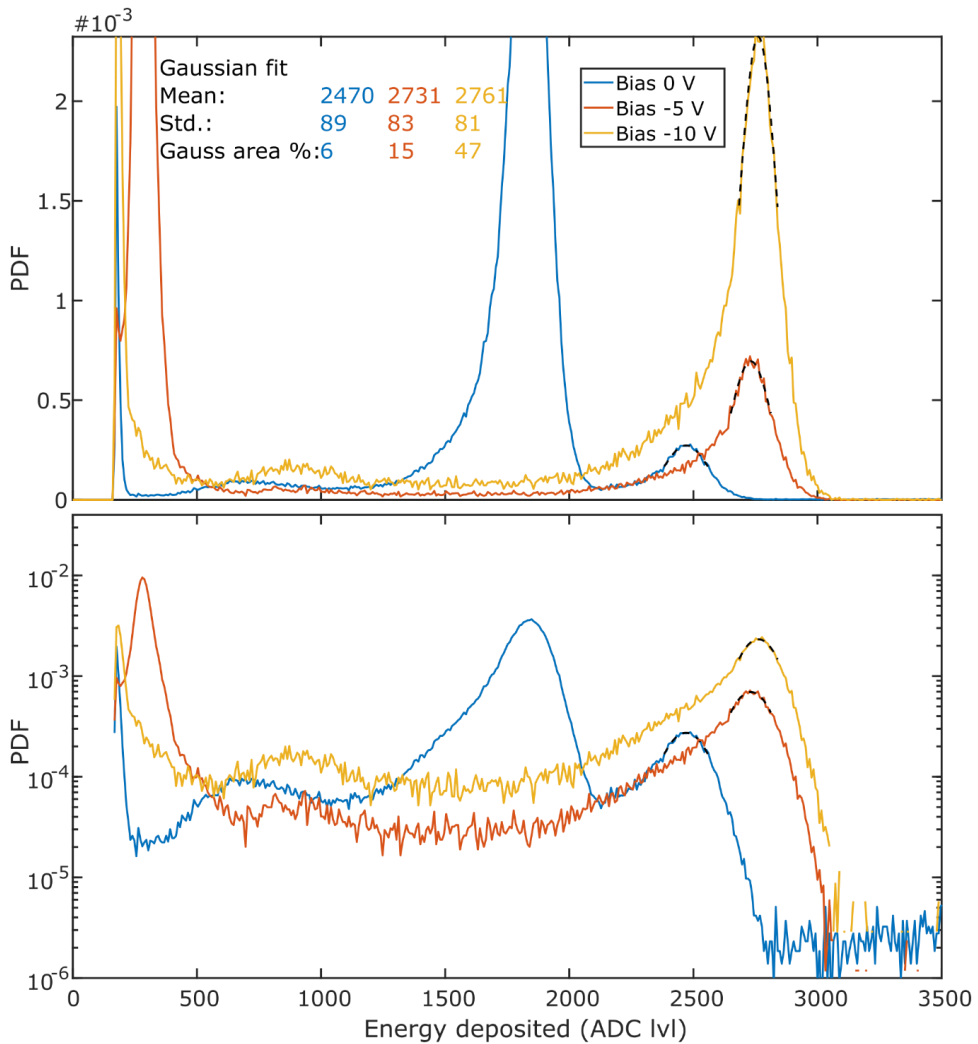 #10^-3
Gaussian fit
Mean: 2470 2731 2761
Std.: 89 83 81
Gauss area %: 6 15 47
Bias 0 V
Bias -5 V
Bias -10 V
2
1.5
1
0.5
0
PDF
10^-2
10^-3
10^-4
10^-5
10^-6
PDF
0 500 1000 1500 2000 2500 3000 3500
Energy deposited (ADC lvl)